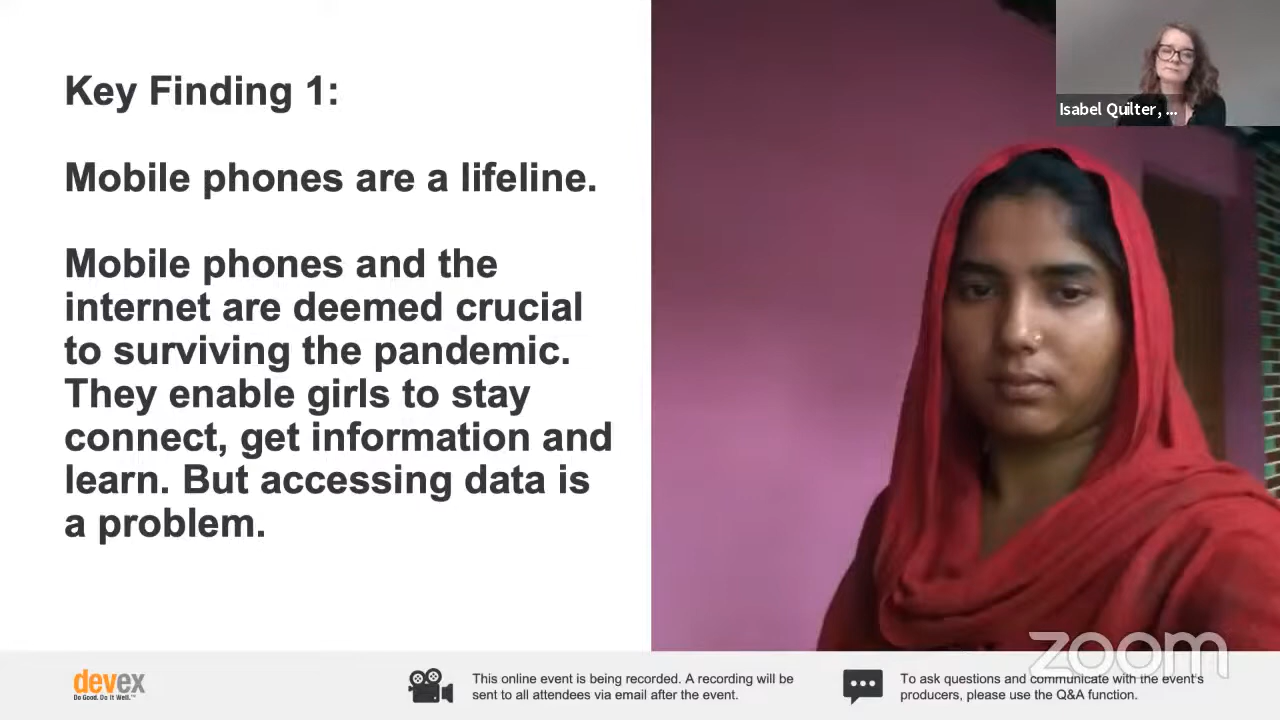 Key Finding 1:
Mobile phones are a lifeline.
Mobile phones and the
internet are deemed crucial
to surviving the pandemic.
They enable girls to stay
connect, get information and
learn. But accessing data is
a problem.
Isabel Quilter, ...
zoom
devex
Do Good. Do It Well.™
This online event is being recorded. A recording will be
sent to all attendees via email after the event.
To ask questions and communicate with the event's
producers, please use the Q&A function.